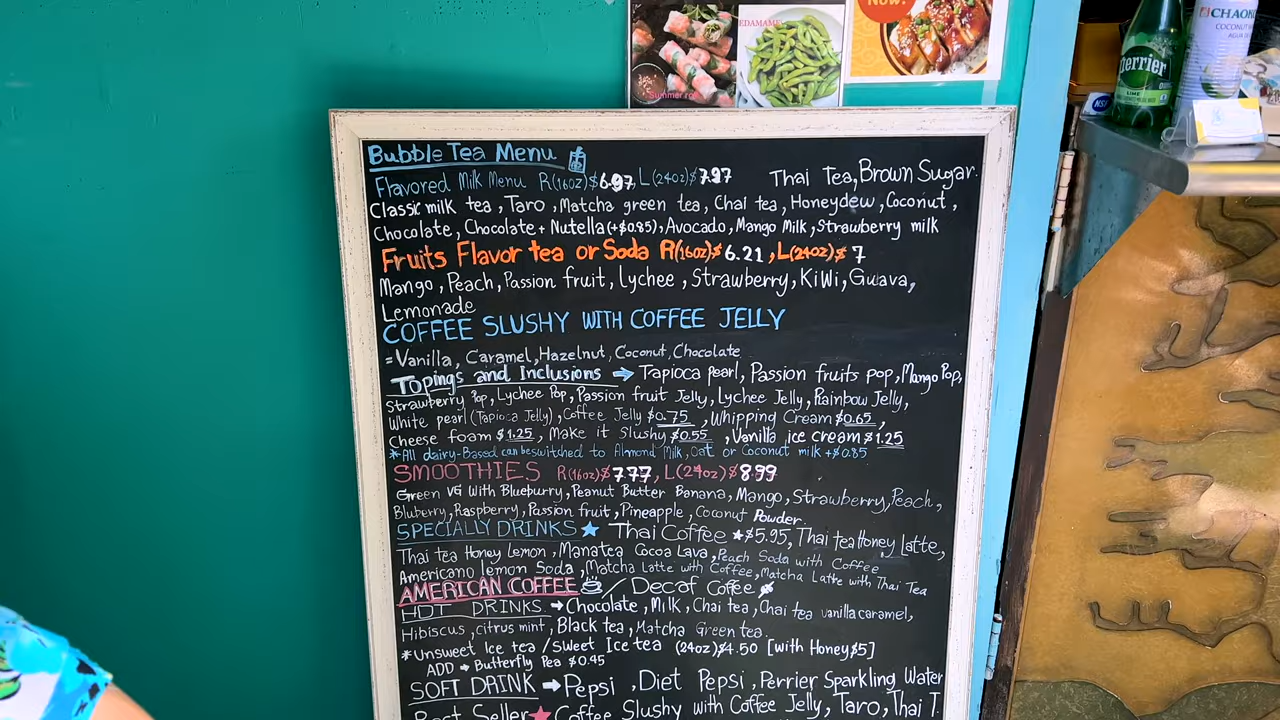 Now!
EDAMAME
Summer ro
CHAOKOH
COCONUT
AGUA D
perrier
LIME
NSF
Bubble Tea Menu
Flavored Milk Menu R(16oz)$6.97, L(24oz)$7.97 Thai Tea, Brown Sugar
Classic milk tea, Taro, Matcha green tea, Chai tea, Honeydew, Coconut,
Chocolate, Chocolate + Nutella (+$0.85), Avocado, Mango Milk, Strawberry milk
Fruits Flavor tea or Soda R(16oz)$6.21, L(24oz)$7
Mango, Peach, Passion fruit, lychee, Strawberry, KiWi, Guava,
Lemonade
COFFEE SLUSHY WITH COFFEE JELLY
=Vanilla, Caramel, Hazelnut, Coconut, Chocolate
Topings and Inclusions → Tapioca pearl, Passion fruits pop, Mango Pop,
Strawberry Pop, Lychee Pop, Passion fruit Jelly, Lychee Jelly, Rainbow Jelly,
White pearl (Tapioca Jelly), Coffee Jelly $0.75, Whipping Cream $0.65,
Cheese foam $1.25, Make it Slushy $0.55, Vanilla ice cream $1.25
*All dairy-Based can be switched to Almond Milk, Oat or Coconut milk +$0.85
SMOOTHIES R(16oz)$7.77, L(24oz)$8.99
Green VG With Blueburry, Peanut Butter Banana, Mango, Strawberry, Peach,
Bluberry, Raspberry, Passion fruit, Pineapple, Coconut Powder
SPECIALLY DRINKS ★ Thai Coffee ★$5.95, Thai tea Honey Latte,
Thai tea Honey Lemon, Manatea Cocoa Lava, Peach Soda with Coffee
Americano lemon Soda, Matcha Latte with Coffee, Matcha Latte with Thai Tea
AMERICAN COFFEE / Decaf Coffee
HOT DRINKS → Chocolate, Milk, Chai tea, Chai tea vanilla caramel,
Hibiscus, citrus mint, Black tea, Matcha Green tea.
*Unsweet Ice tea / Sweet Ice tea (24oz)$4.50 [with Honey $5]
ADD → Butterfly Pea $0.45
SOFT DRINK → Pepsi, Diet Pepsi, Perrier Sparkling Water
Best Seller ★ Coffee Slushy with Coffee Jelly, Taro, Thai T.